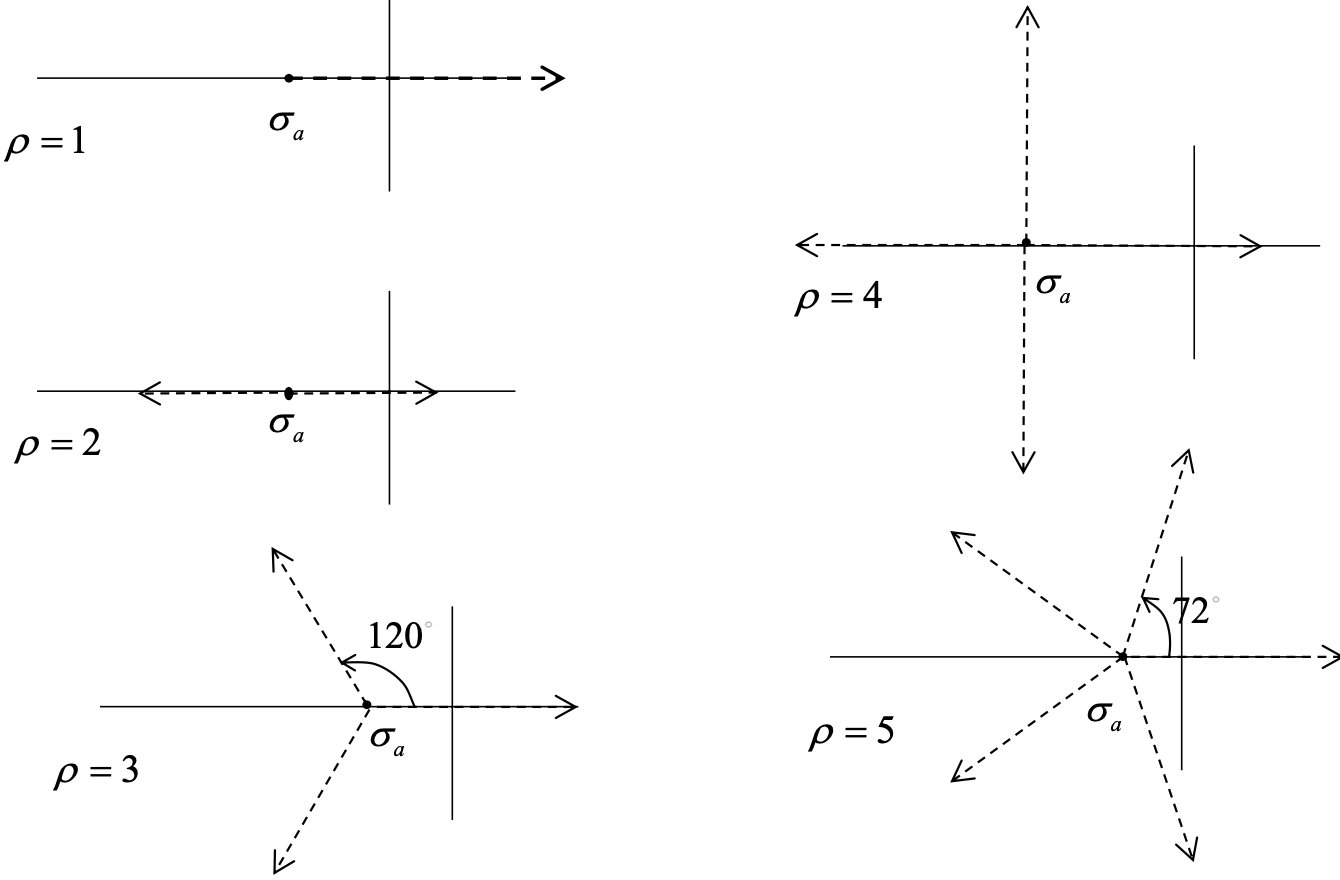 σa
ρ = 1
σa
ρ = 2
120°
σa
ρ = 3
σa
ρ = 4
72°
σa
ρ = 5